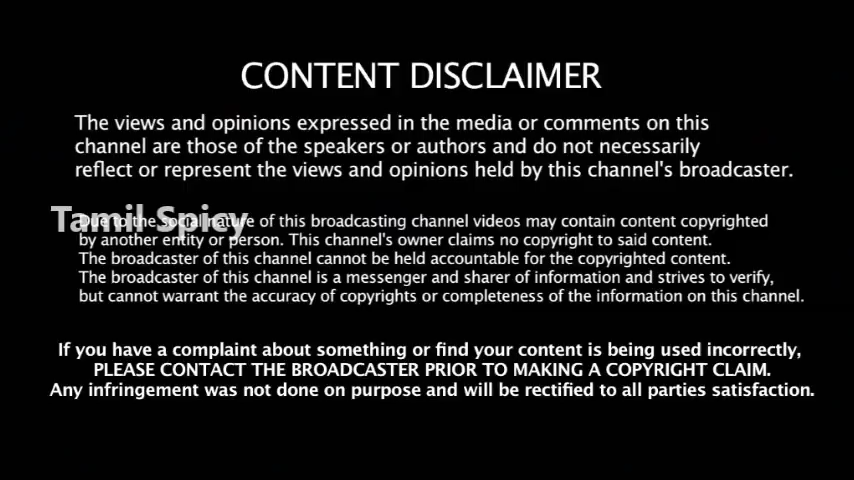 CONTENT DISCLAIMER
The views and opinions expressed in the media or comments on this
channel are those of the speakers or authors and do not necessarily
reflect or represent the views and opinions held by this channel's broadcaster.
Tamil Spicy
Due to the social nature of this broadcasting channel videos may contain content copyrighted
by another entity or person. This channel's owner claims no copyright to said content.
The broadcaster of this channel cannot be held accountable for the copyrighted content.
The broadcaster of this channel is a messenger and sharer of information and strives to verify,
but cannot warrant the accuracy of copyrights or completeness of the information on this channel.
If you have a complaint about something or find your content is being used incorrectly,
PLEASE CONTACT THE BROADCASTER PRIOR TO MAKING A COPYRIGHT CLAIM.
Any infringement was not done on purpose and will be rectified to all parties satisfaction.